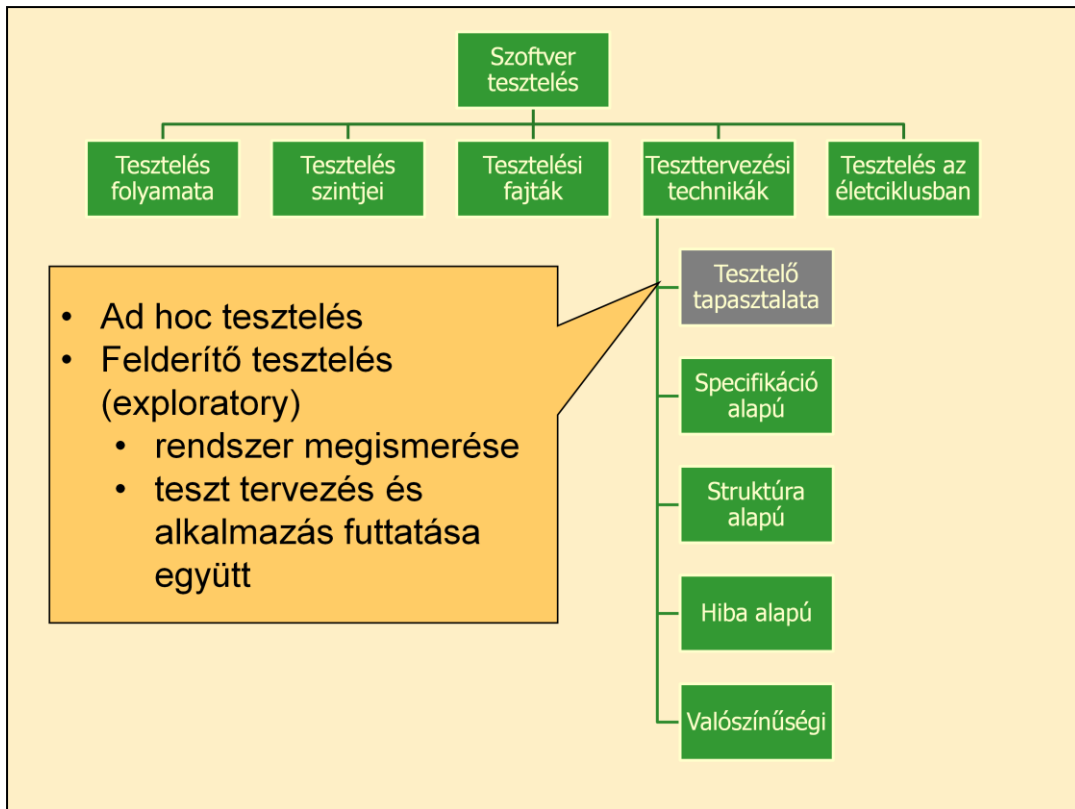 Szoftver
tesztelés
Tesztelés
folyamata
Tesztelés
szintjei
Tesztelési
fajták
Teszttervezési
technikák
Tesztelés az
életciklusban
Tesztelő
tapasztalata
• Ad hoc tesztelés
• Felderítő tesztelés
(exploratory)
• rendszer megismerése
• teszt tervezés és
alkalmazás futtatása
együtt
Specifikáció
alapú
Struktúra
alapú
Hiba alapú
Valószínűségi